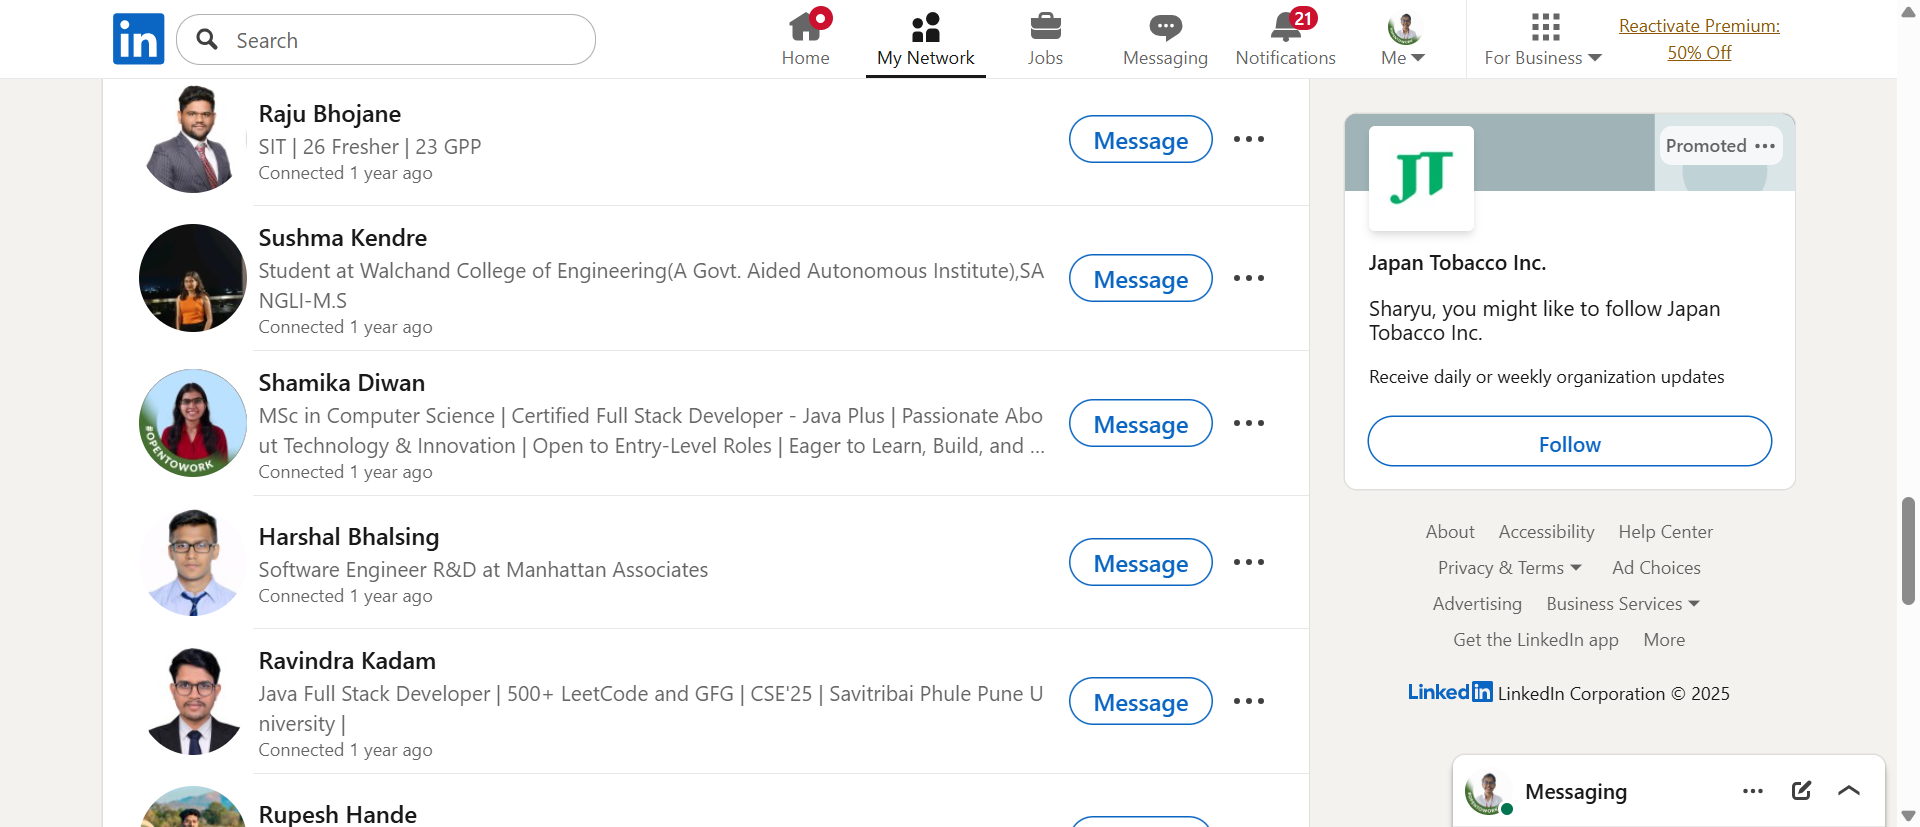 in
Search
Home
My Network
Jobs
Messaging
21
Notifications
Me
For Business
Reactivate Premium:
50% Off
Raju Bhojane
SIT | 26 Fresher | 23 GPP
Connected 1 year ago
Message
Sushma Kendre
Student at Walchand College of Engineering(A Govt. Aided Autonomous Institute),SA
NGLI-M.S
Connected 1 year ago
Message
#OPENTOWORK
Shamika Diwan
MSc in Computer Science | Certified Full Stack Developer - Java Plus | Passionate Abo
ut Technology & Innovation | Open to Entry-Level Roles | Eager to Learn, Build, and ...
Connected 1 year ago
Message
Harshal Bhalsing
Software Engineer R&D at Manhattan Associates
Connected 1 year ago
Message
Ravindra Kadam
Java Full Stack Developer | 500+ LeetCode and GFG | CSE'25 | Savitribai Phule Pune U
niversity |
Connected 1 year ago
Message
Rupesh Hande
Promoted
JT
Japan Tobacco Inc.
Sharyu, you might like to follow Japan
Tobacco Inc.
Receive daily or weekly organization updates
Follow
About Accessibility Help Center
Privacy & Terms Ad Choices
Advertising Business Services
Get the LinkedIn app More
LinkedIn LinkedIn Corporation © 2025
Messaging